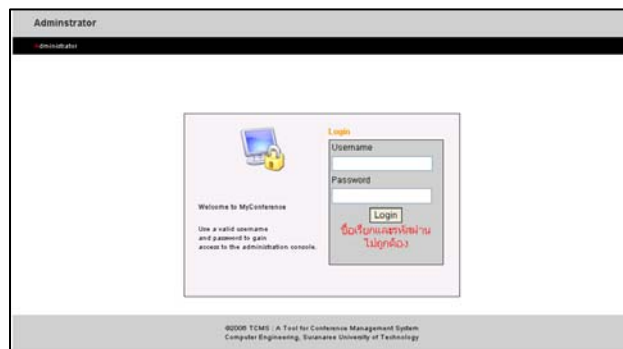 Adminstrator
Administrator
Login
Username
Password
Login
ชื่อเรียกและรหัสผ่าน
ไม่ถูกต้อง
Welcome to MyConference
Use a valid username
and password to gain
access to the administration console.
©2006 TCMS : A Tool for Conference Management System
Computer Engineering, Suranaree University of Technology